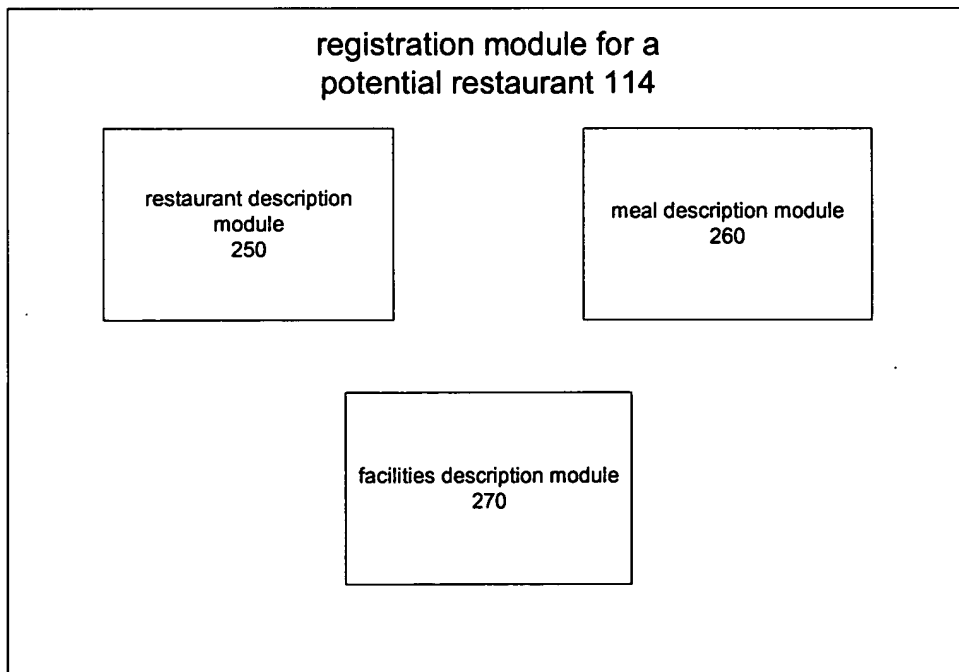 registration module for a
potential restaurant 114
restaurant description
module
250
meal description module
260
facilities description module
270